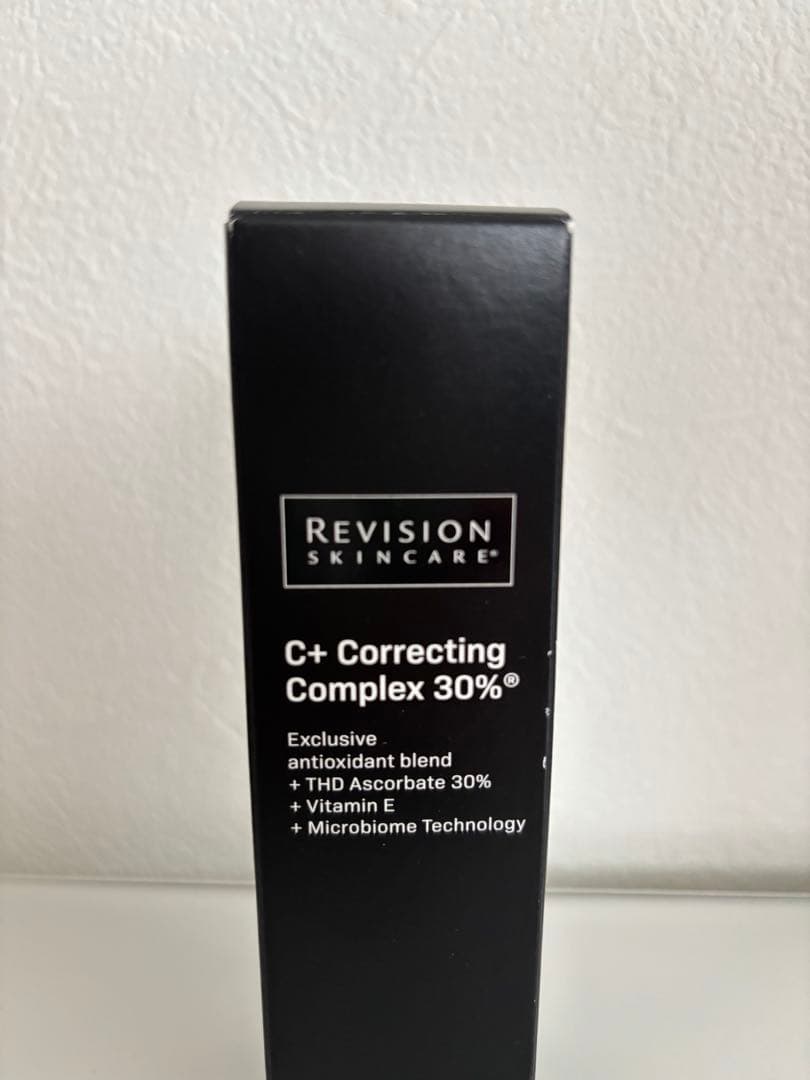 REVISION
SKINCARE®
C+ Correcting
Complex 30%®
Exclusive
antioxidant blend
+ THD Ascorbate 30%
+ Vitamin E
+ Microbiome Technology